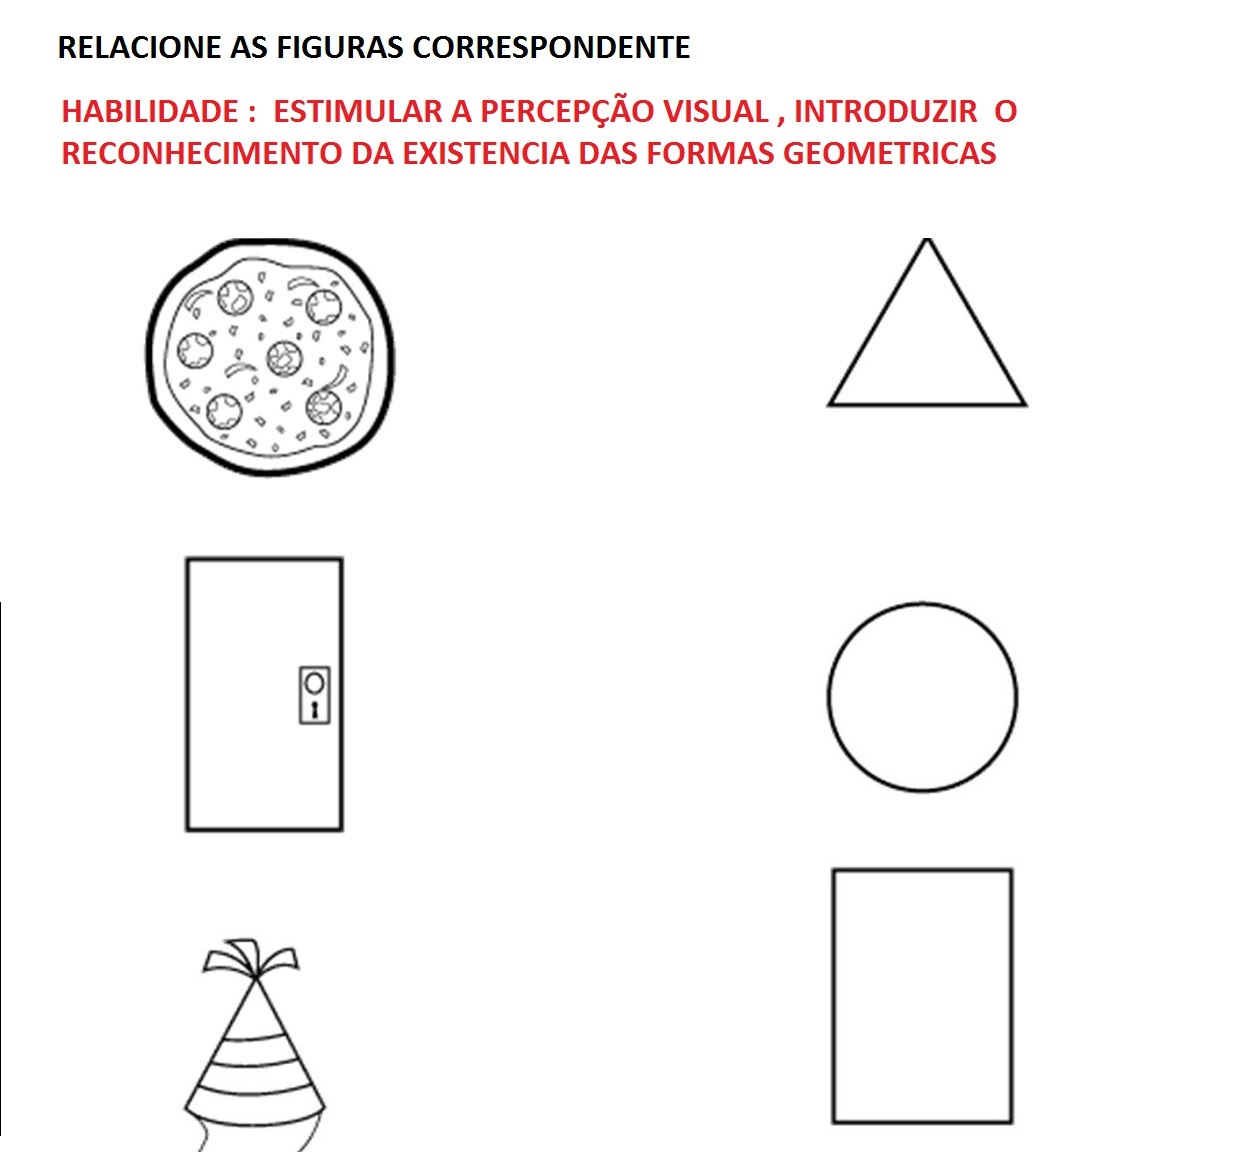 RELACIONE AS FIGURAS CORRESPONDENTE
HABILIDADE :  ESTIMULAR A PERCEPÇÃO VISUAL , INTRODUZIR  O
RECONHECIMENTO DA EXISTENCIA DAS FORMAS GEOMETRICAS